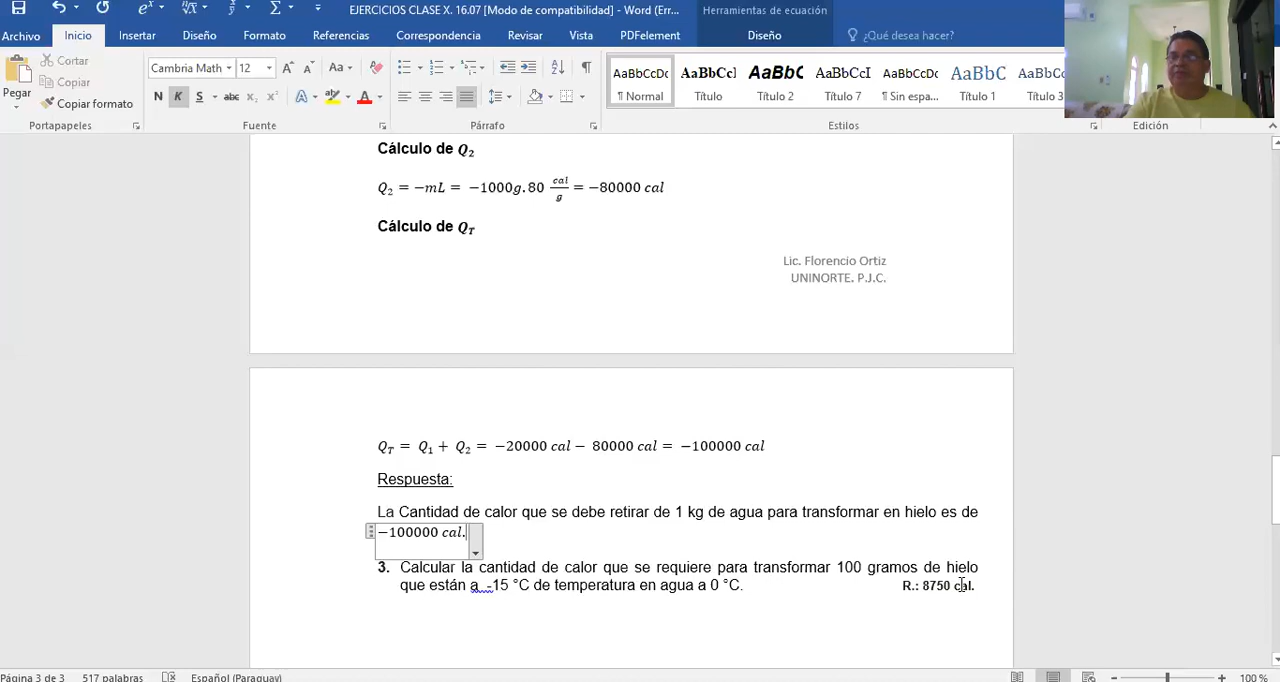 EJERCICIOS CLASE X. 16.07 [Modo de compatibilidad] - Word (Err...
Herramientas de ecuación
Archivo Inicio Insertar Diseño Formato Referencias Correspondencia Revisar Vista PDFelement Diseño ¿Qué desea hacer?
Pegar
Cortar
Copiar
Copiar formato
Cambria Math 12
N K S abc x₂ x²
AaBbCcDc AaBbCcl AaBbC AaBbCcDc AaBbCcDc AaBbC AaBbCc
¶ Normal Título Título 2 Título 7 ¶ Sin espa... Título 1 Título 3
Portapapeles Fuente Párrafo Estilos Edición
Cálculo de Q₂
Q₂ = −mL = −1000g. 80 cal/g = −80000 cal
Cálculo de Q_T
Lic. Florencio Ortiz
UNINORTE. P.J.C.
Q_T = Q₁ + Q₂ = −20000 cal − 80000 cal = −100000 cal
Respuesta:
La Cantidad de calor que se debe retirar de 1 kg de agua para transformar en hielo es de
−100000 cal.
3. Calcular la cantidad de calor que se requiere para transformar 100 gramos de hielo
que están a -15 °C de temperatura en agua a 0 °C. R.: 8750 cal.
Página 3 de 3 517 palabras Español (Paraguay) 100 %